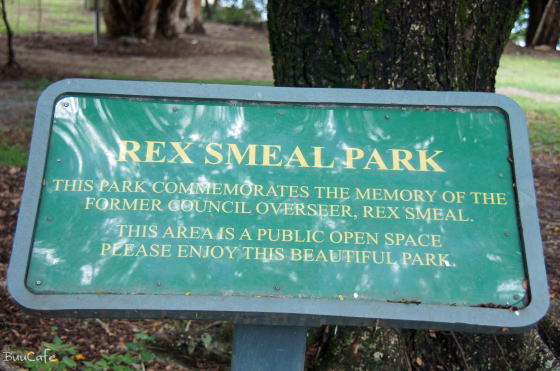 REX SMEAL PARK
THIS PARK COMMEMORATES THE MEMORY OF THE
FORMER COUNCIL OVERSEER, REX SMEAL.
THIS AREA IS A PUBLIC OPEN SPACE
PLEASE ENJOY THIS BEAUTIFUL PARK.
BuuCafe